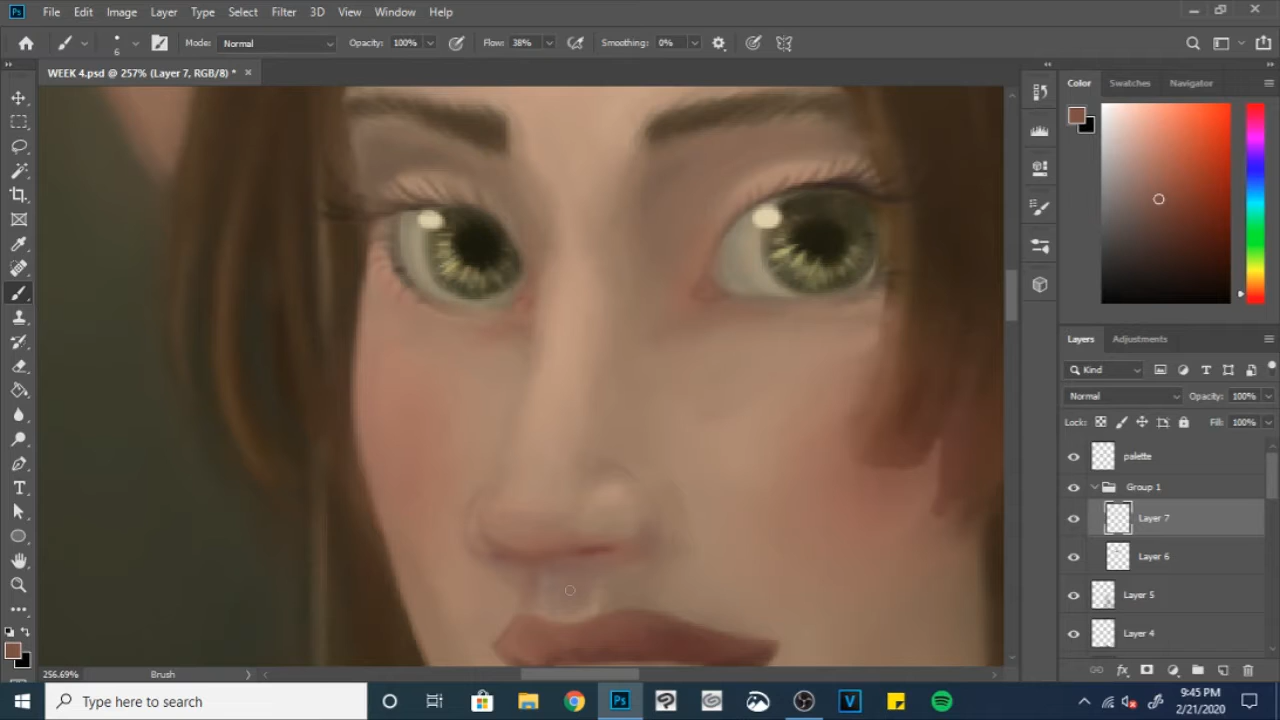 Ps File Edit Image Layer Type Select Filter 3D View Window Help
6 Mode: Normal Opacity: 100% Flow: 38% Smoothing: 0%
WEEK 4.psd @ 257% (Layer 7, RGB/8) *
Color Swatches Navigator
Layers Adjustments
Kind
Normal Opacity: 100%
Lock: Fill: 100%
palette
Group 1
Layer 7
Layer 6
Layer 5
Layer 4
256.69% Brush
Type here to search
Ps
V
9:45 PM
2/21/2020